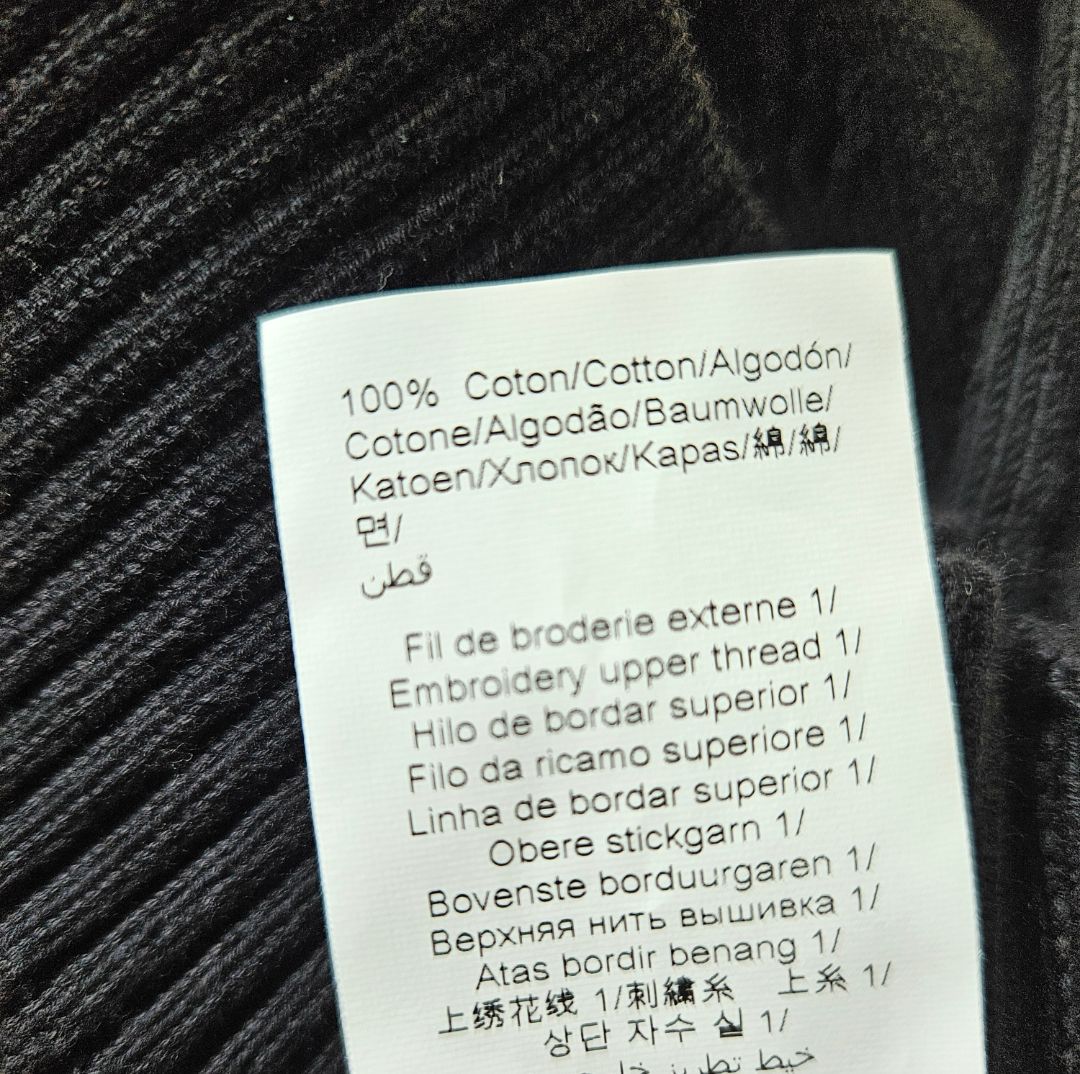 100% Coton/Cotton/Algodón/
Cotone/Algodão/Baumwolle/
Katoen/Хлопок/Kapas/綿/綿/
면/
قطن
Fil de broderie externe 1/
Embroidery upper thread 1/
Hilo de bordar superior 1/
Filo da ricamo superiore 1/
Linha de bordar superior 1/
Obere stickgarn 1/
Bovenste borduurgaren 1/
Верхняя нить вышивка 1/
Atas bordir benang 1/
上绣花线 1/刺繡糸 上糸 1/
상단 자수 실 1/
خيط تطريز